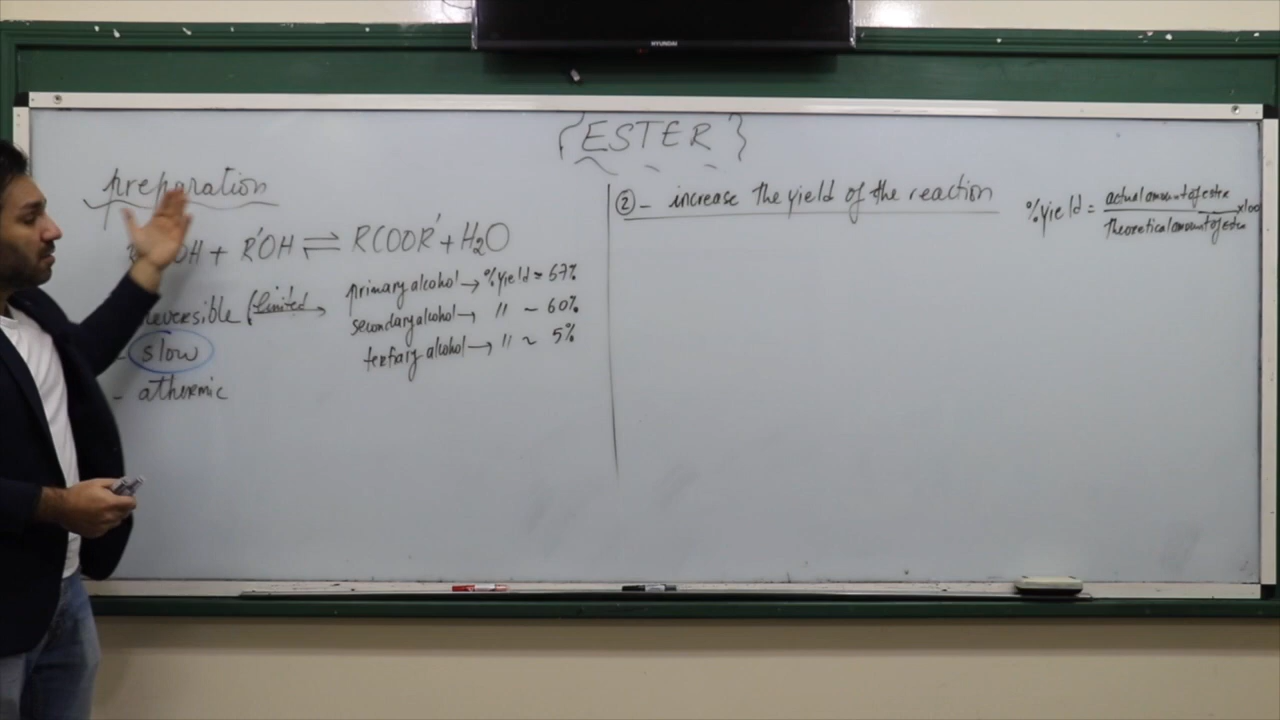 HYUNDAI
{ESTER}
preparation
OH + R'OH ⇌ RCOOR' + H2O
reversible (limited →
primary alcohol → % yield ≈ 67%
secondary alcohol → // ~ 60%
tertiary alcohol → // ~ 5%
- slow
- athermic
② - increase the yield of the reaction
% yield = actual amount of ester / theoretical amount of ester x100